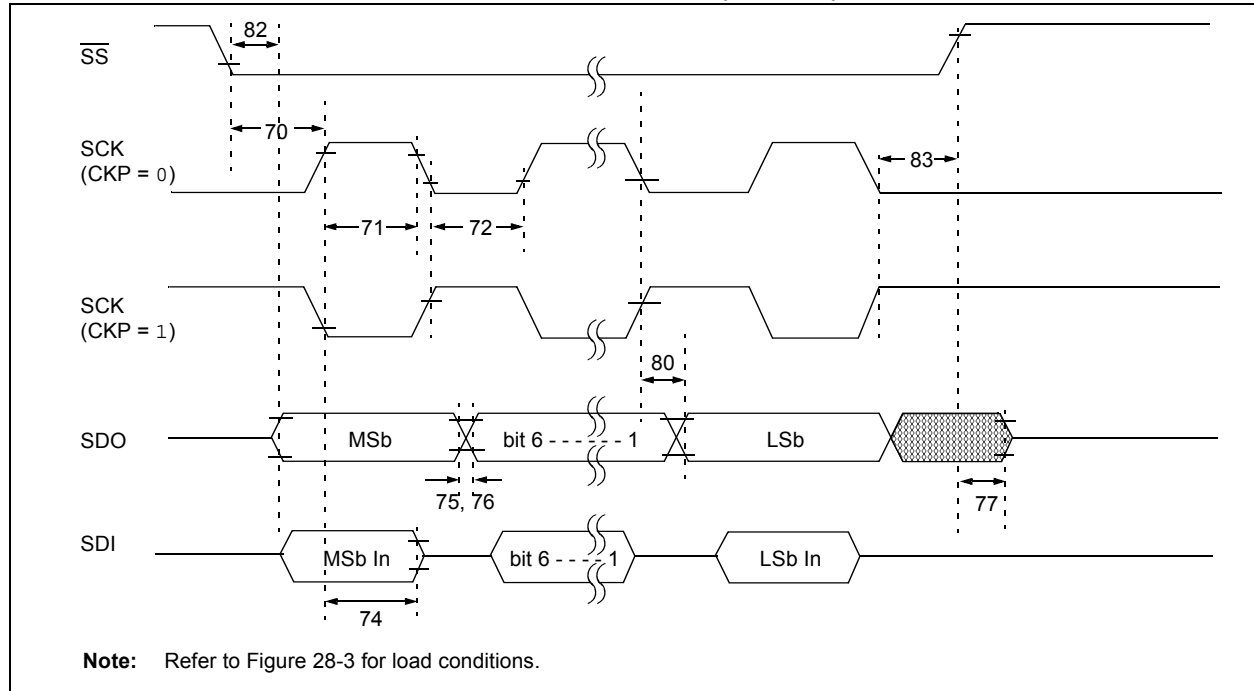 82
SS
70
SCK
(CKP = 0)
83
71
72
SCK
(CKP = 1)
80
SDO
MSb
bit 6 - - - - - - 1
LSb
75, 76
77
SDI
MSb In
bit 6 - - - - 1
LSb In
74
Note: Refer to Figure 28-3 for load conditions.